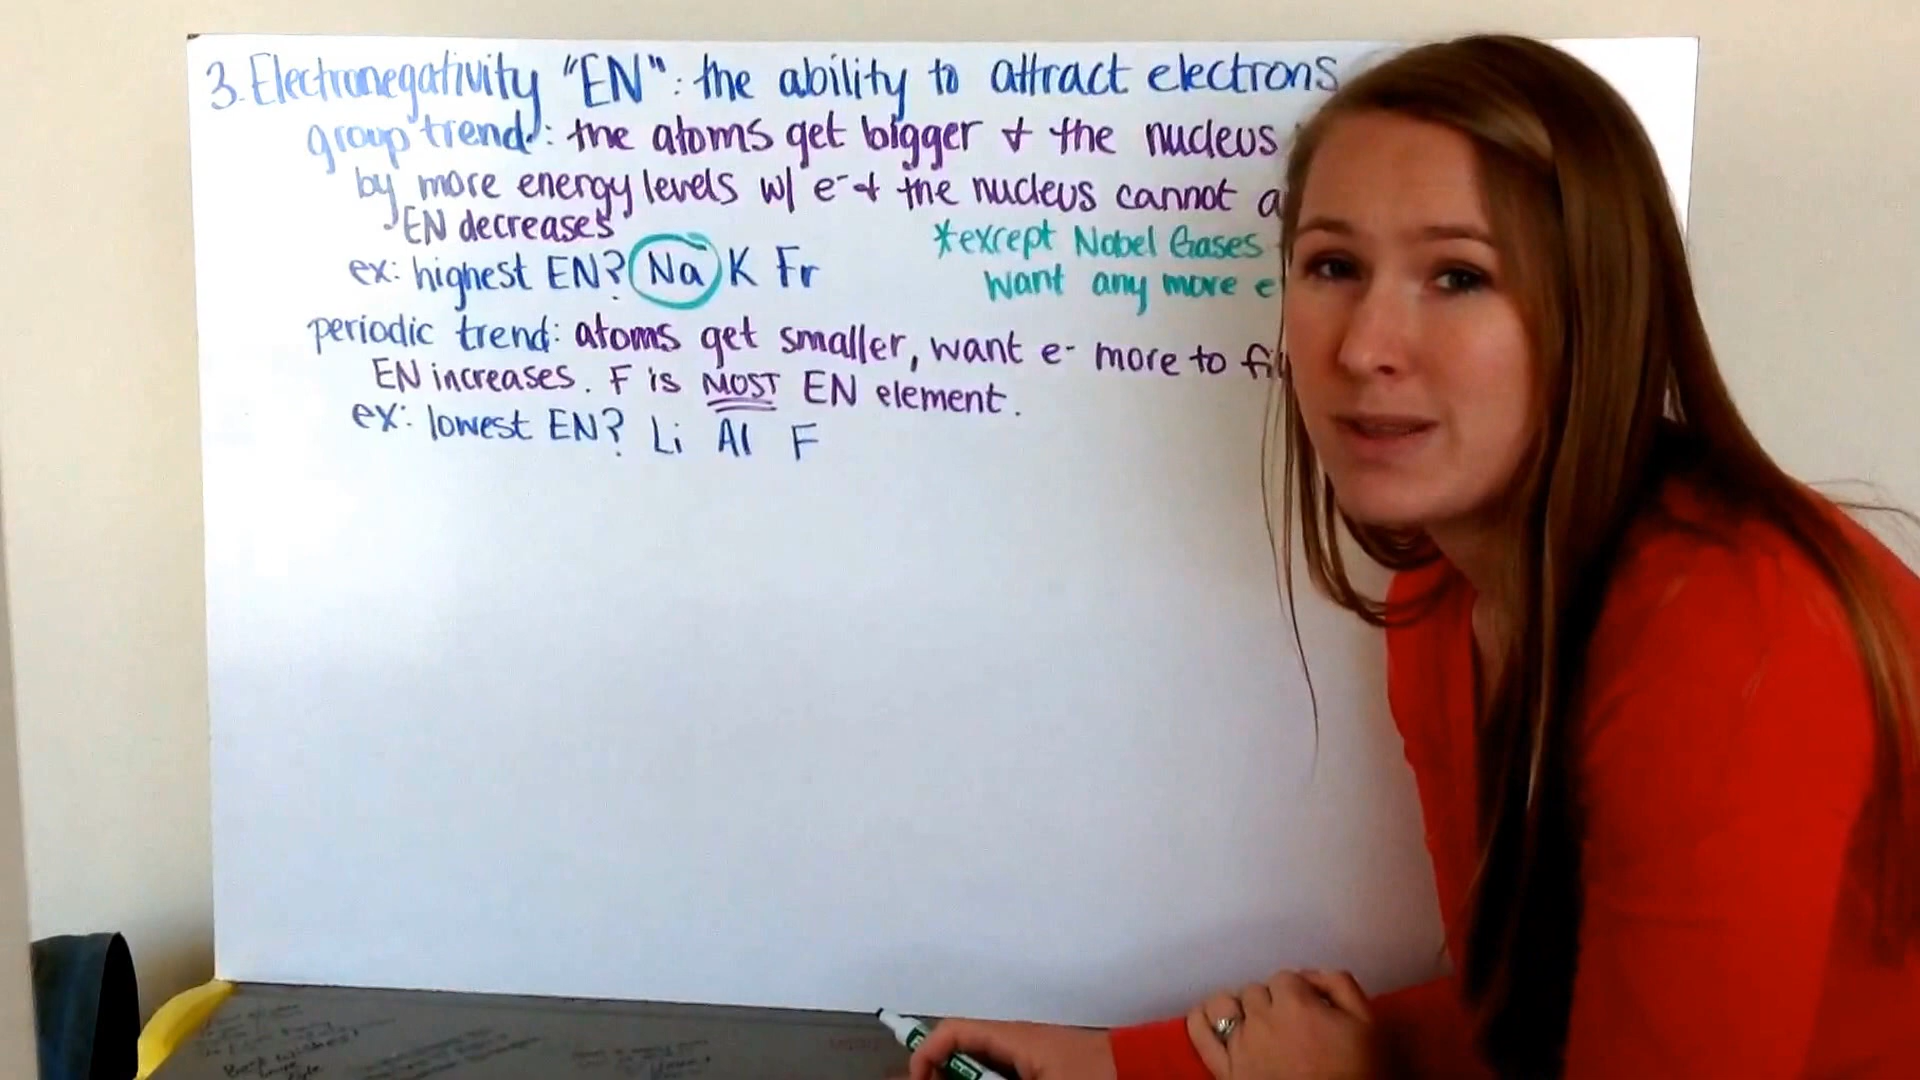 3. Electronegativity "EN": the ability to attract electrons
group trend: the atoms get bigger + the nucleus
by more energy levels w/ e- + the nucleus cannot
EN decreases
*except Nobel Gases
want any more e
ex: highest EN? Na K Fr
periodic trend: atoms get smaller, want e- more to
EN increases. F is MOST EN element.
ex: lowest EN? Li Al F